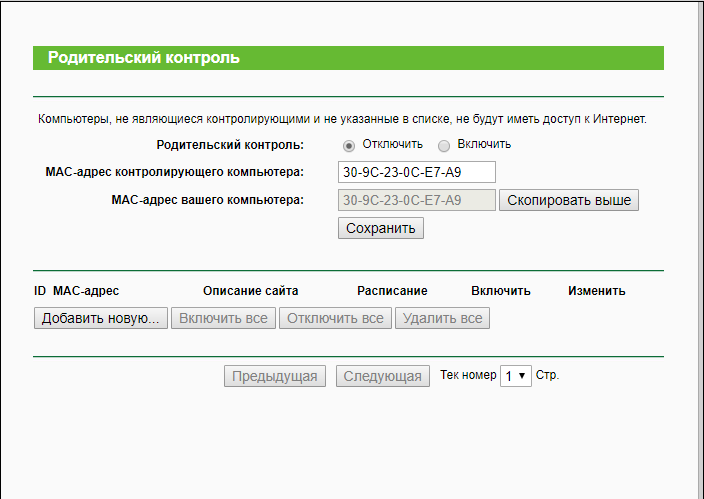 Родительский контроль
Компьютеры, не являющиеся контролирующими и не указанные в списке, не будут иметь доступ к Интернет.
Родительский контроль: Отключить Включить
MAC-адрес контролирующего компьютера: 30-9C-23-0C-E7-A9
MAC-адрес вашего компьютера: 30-9C-23-0C-E7-A9 Скопировать выше
Сохранить
ID MAC-адрес Описание сайта Расписание Включить Изменить
Добавить новую... Включить все Отключить все Удалить все
Предыдущая Следующая Тек номер 1 Стр.